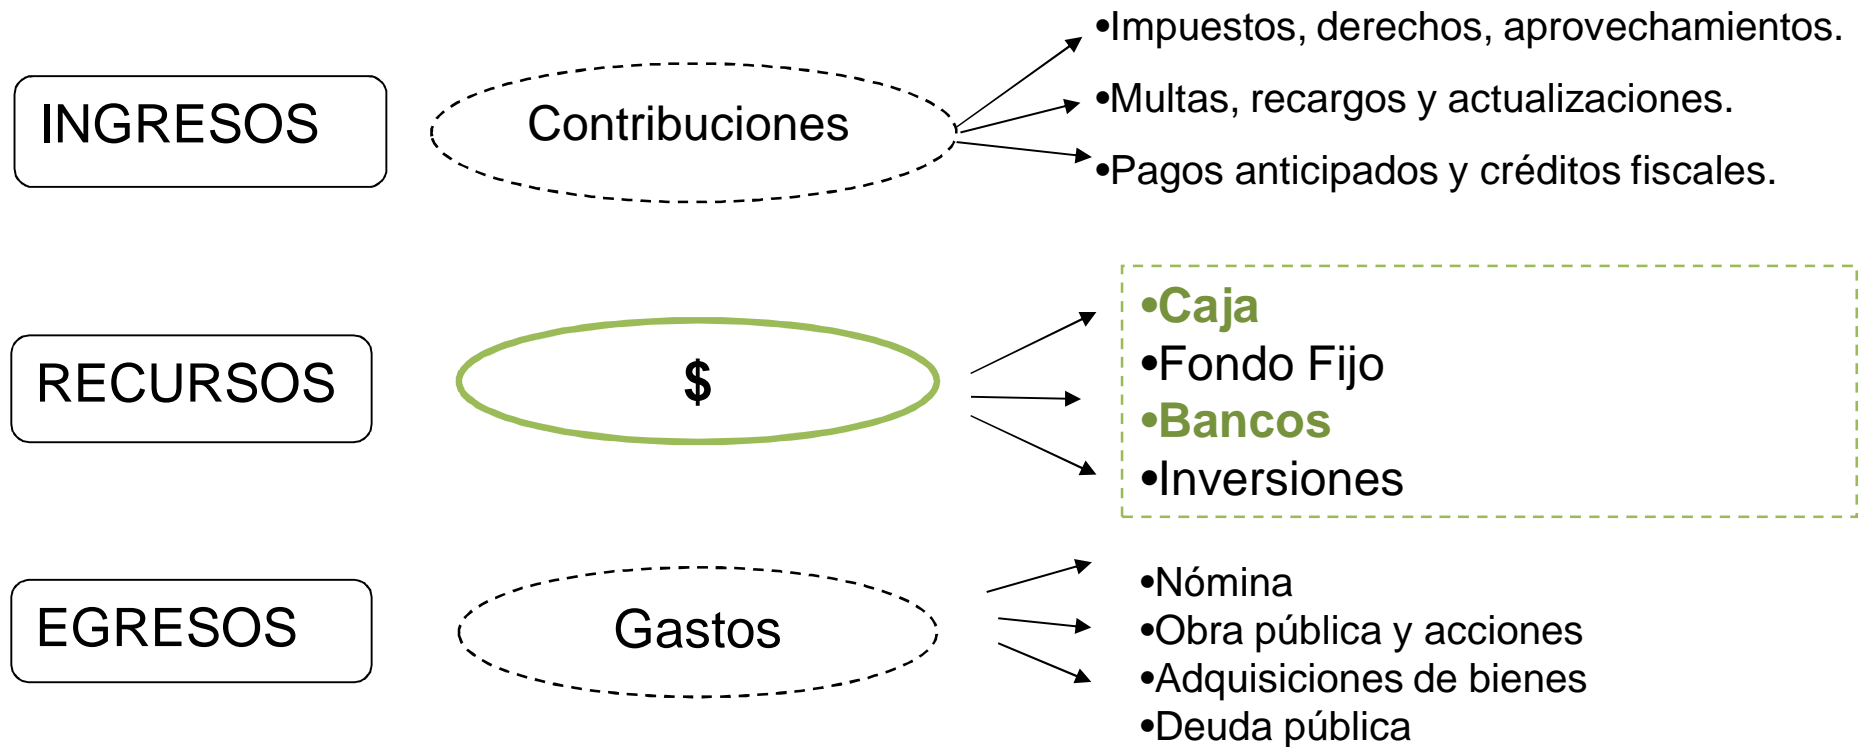 INGRESOS
Contribuciones
•Impuestos, derechos, aprovechamientos.
•Multas, recargos y actualizaciones.
•Pagos anticipados y créditos fiscales.
RECURSOS
$
•Caja
•Fondo Fijo
•Bancos
•Inversiones
EGRESOS
Gastos
•Nómina
•Obra pública y acciones
•Adquisiciones de bienes
•Deuda pública